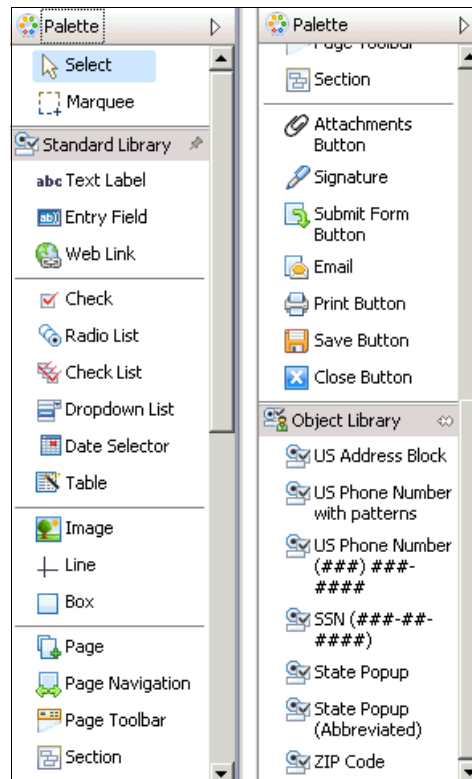 Palette
Select
Marquee
Standard Library
abc Text Label
ab) Entry Field
Web Link
Check
Radio List
Check List
Dropdown List
Date Selector
Table
Image
Line
Box
Page
Page Navigation
Page Toolbar
Section
Palette
Page Toolbar
Section
Attachments
Button
Signature
Submit Form
Button
Email
Print Button
Save Button
Close Button
Object Library
US Address Block
US Phone Number
with patterns
US Phone Number
(###) ###-
####
SSN (###-##-
####)
State Popup
State Popup
(Abbreviated)
ZIP Code